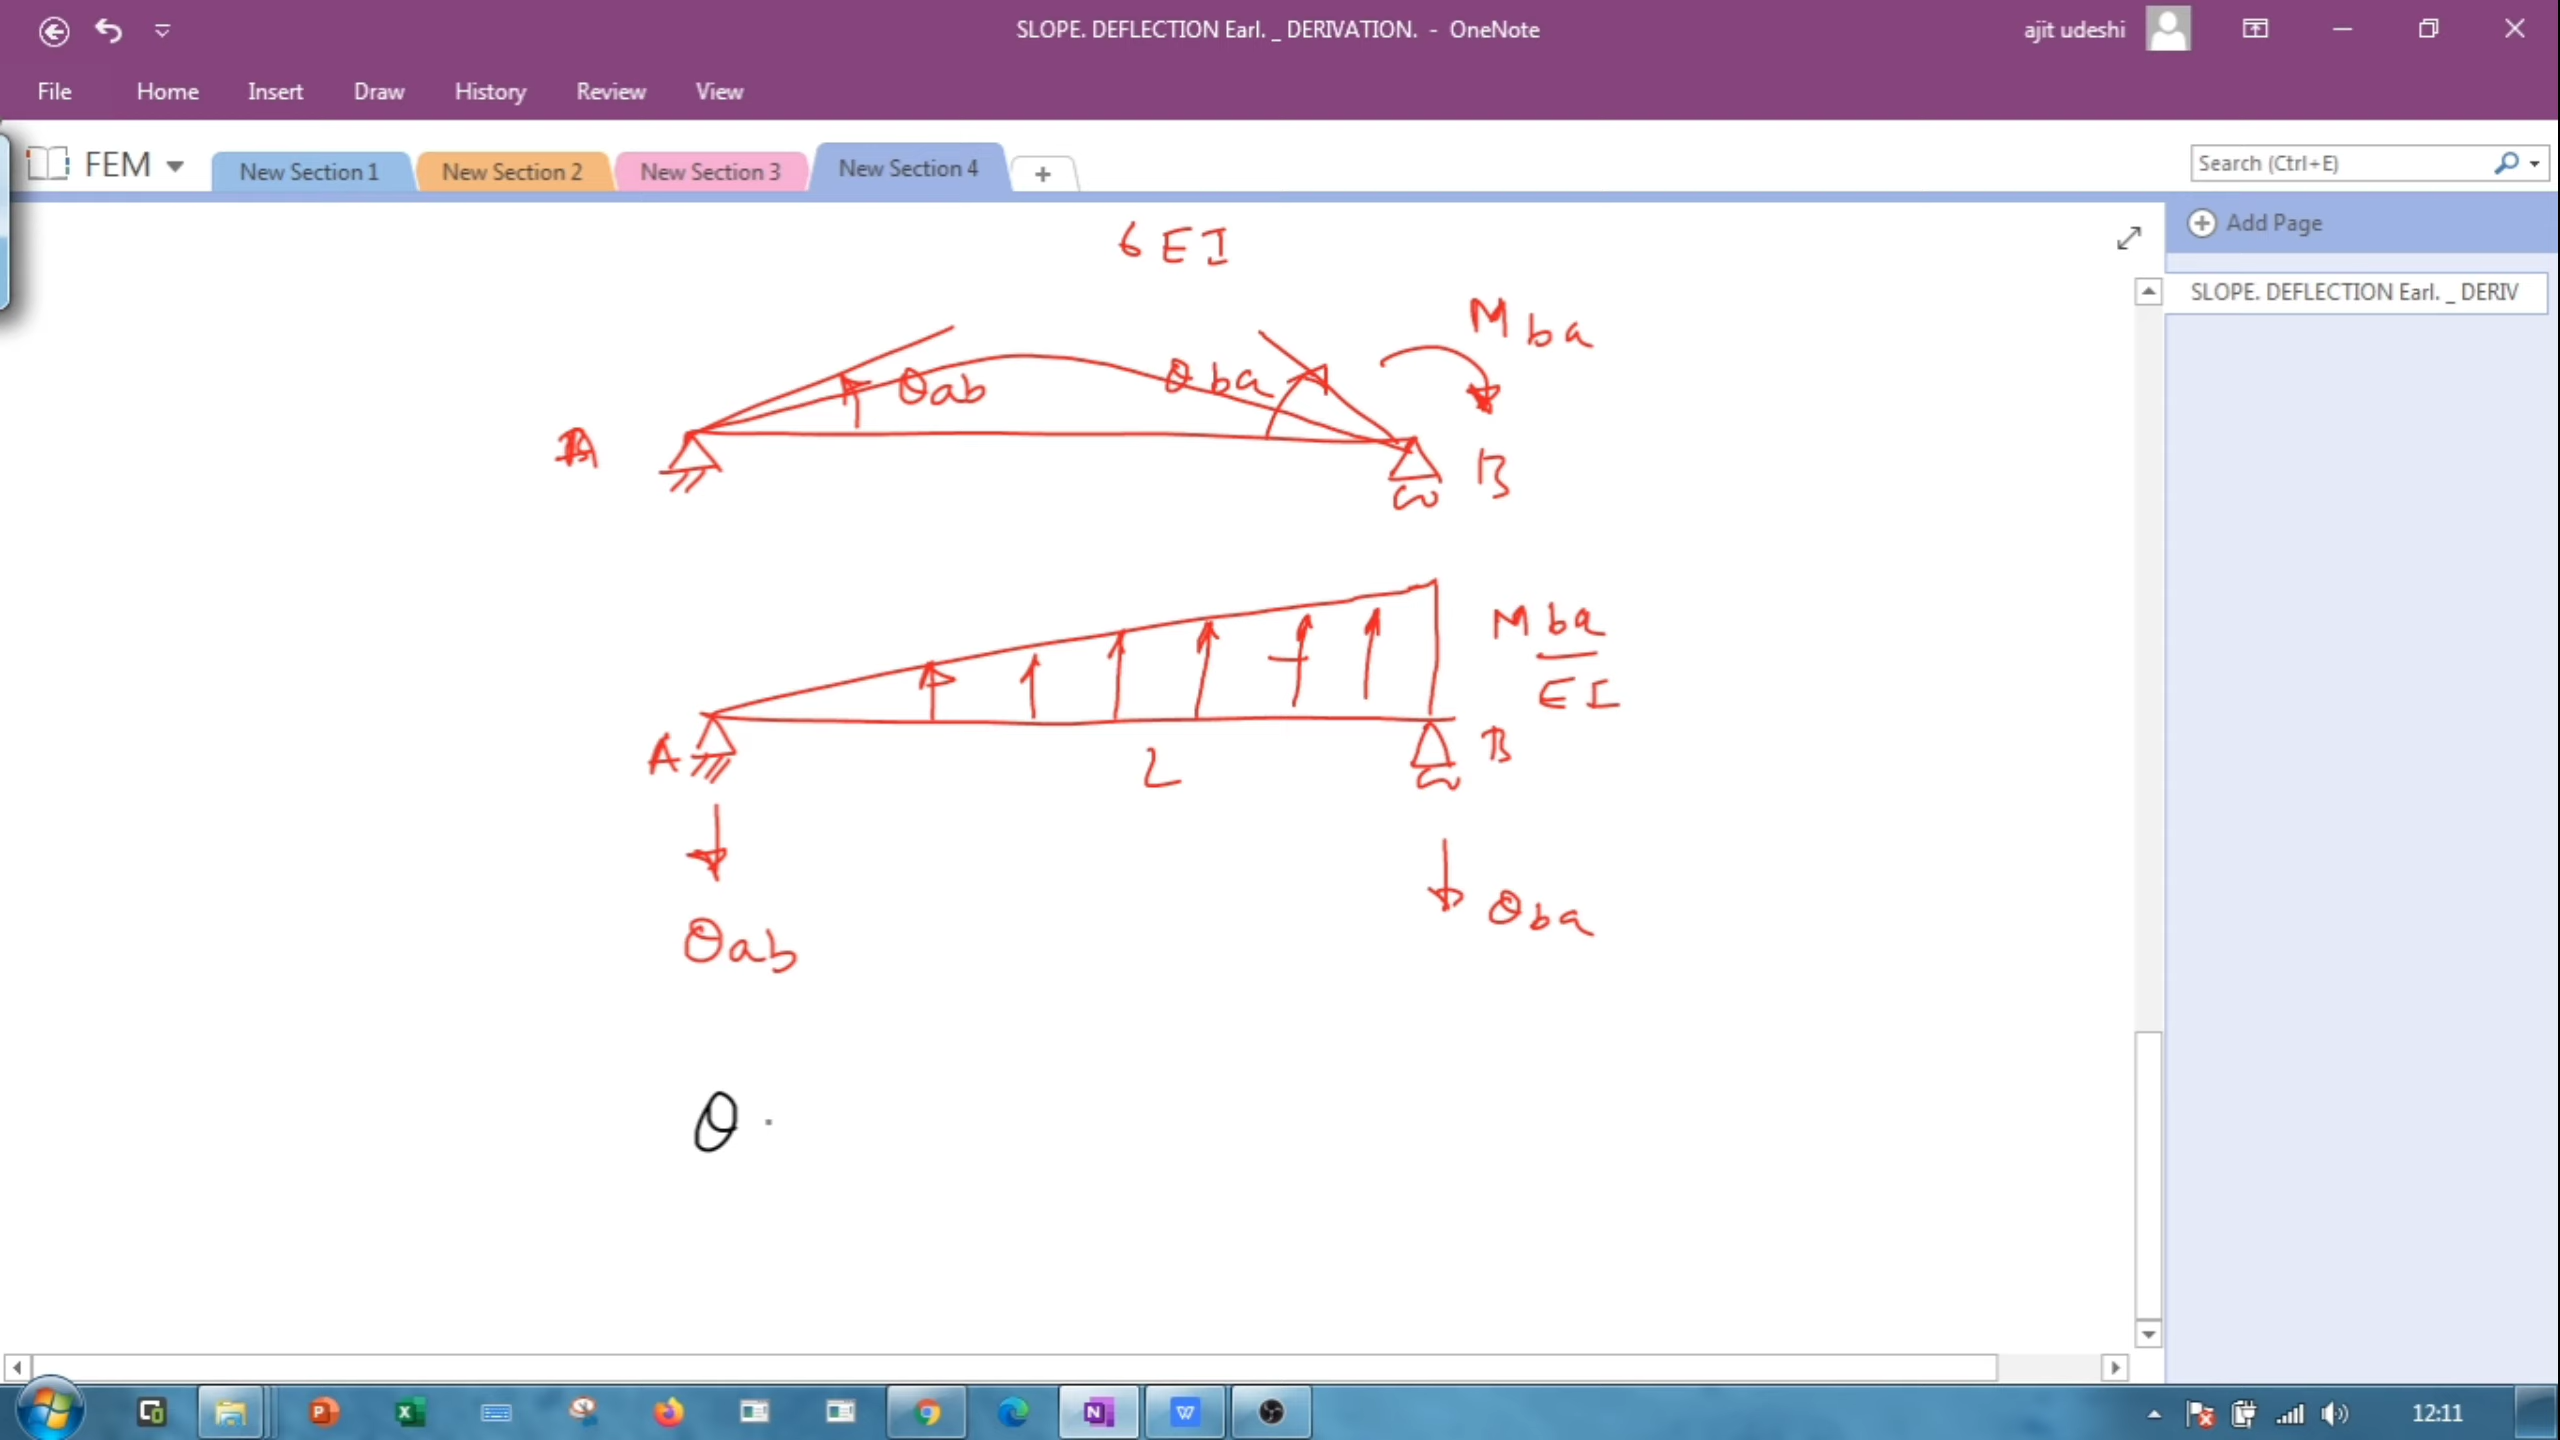 SLOPE. DEFLECTION Earl. _ DERIVATION. - OneNote
ajit udeshi
File Home Insert Draw History Review View
FEM
New Section 1
New Section 2
New Section 3
New Section 4
+
Search (Ctrl+E)
Add Page
SLOPE. DEFLECTION Earl. _ DERIV
6 EI
Mba
θab
θba
A
B
Mba
EI
A
L
B
θab
θba
θ
12:11